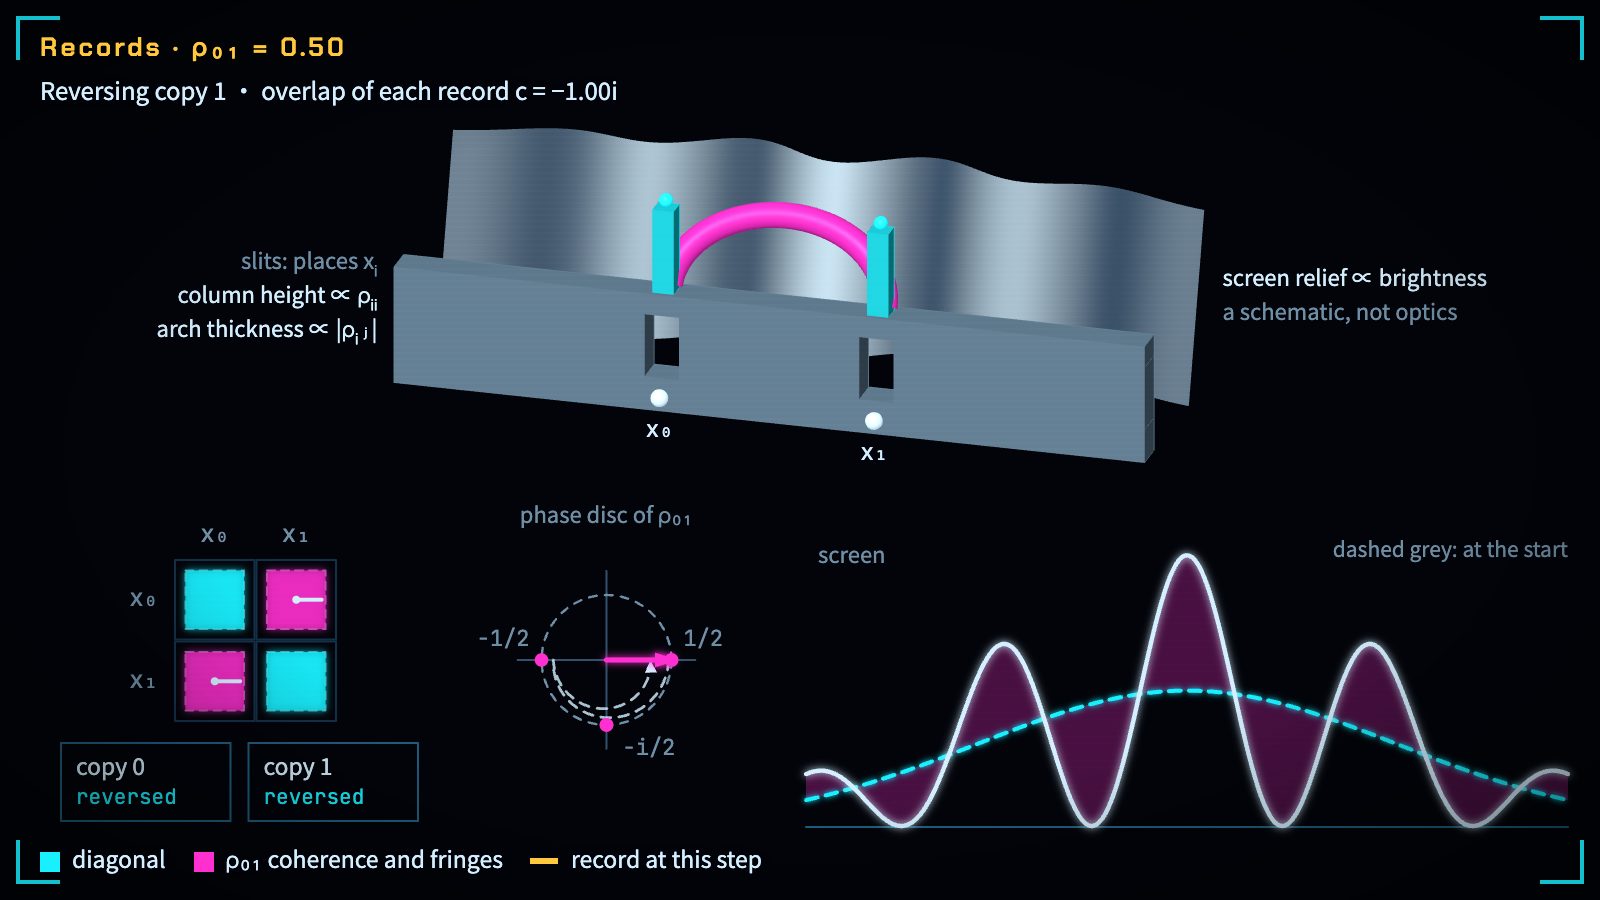 Records · ρ₀₁ = 0.50
Reversing copy 1 • overlap of each record c = −1.00i
slits: places xᵢ
column height ∝ ρᵢᵢ
arch thickness ∝ |ρᵢⱼ|
screen relief ∝ brightness
a schematic, not optics
x₀
x₁
phase disc of ρ₀₁
x₀ x₁
x₀
x₁
-1/2
1/2
-i/2
screen
dashed grey: at the start
copy 0
reversed
copy 1
reversed
diagonal
ρ₀₁ coherence and fringes
record at this step